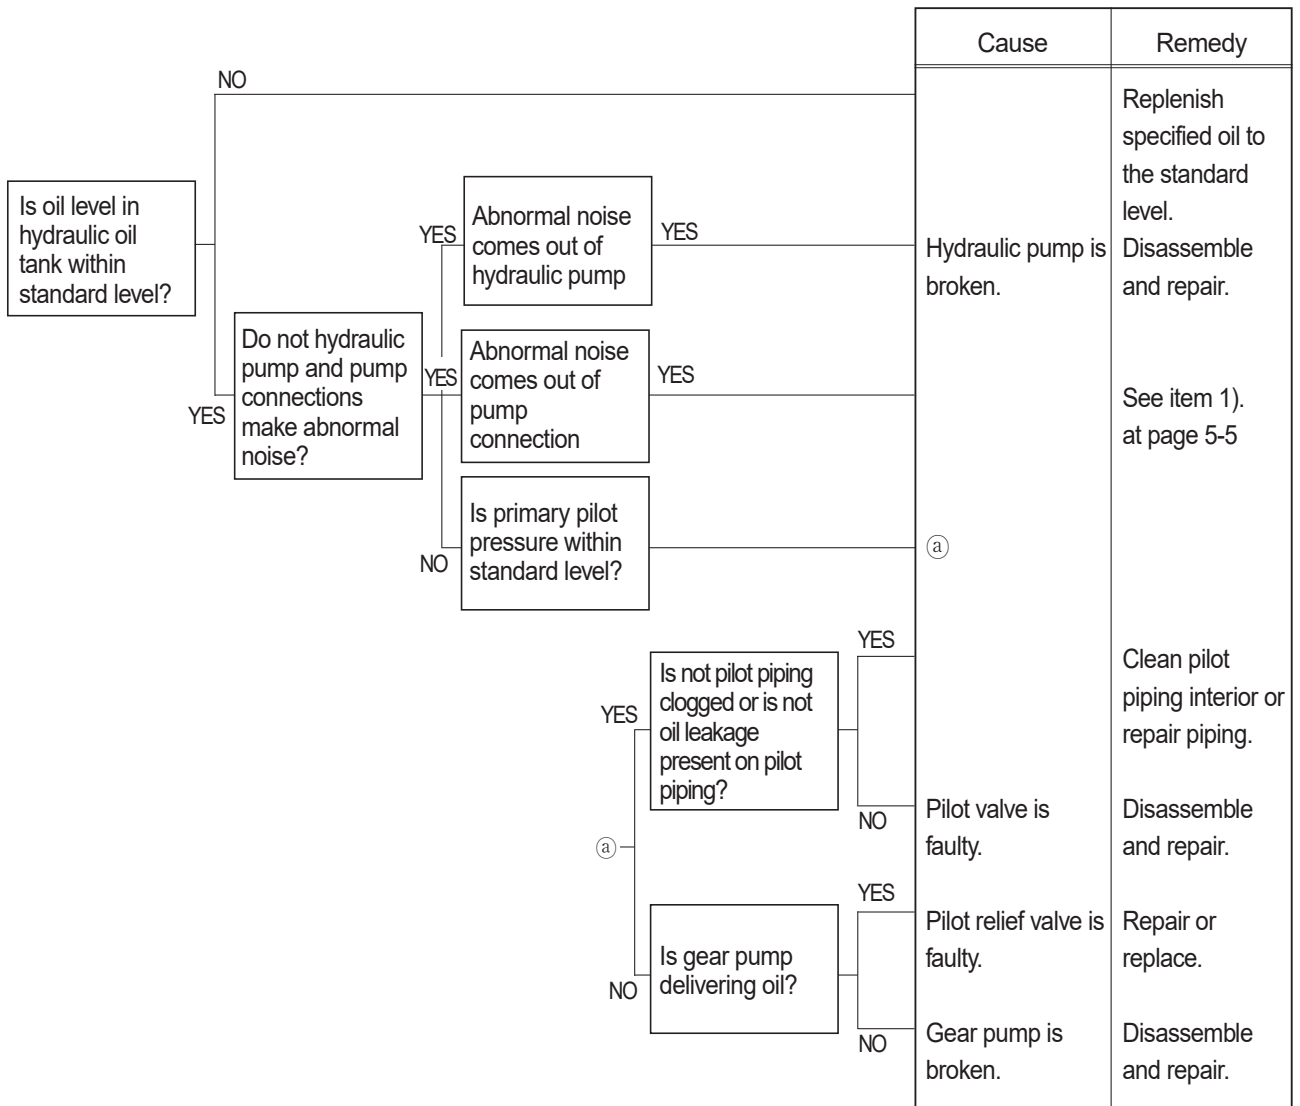 Cause Remedy
NO
Replenish
specified oil to
the standard
level.
Is oil level in
hydraulic oil
tank within
standard level?
YES
Abnormal noise
comes out of
hydraulic pump
YES
Hydraulic pump is
broken.
Disassemble
and repair.
YES
Do not hydraulic
pump and pump
connections
make abnormal
noise?
YES
Abnormal noise
comes out of
pump
connection
YES
See item 1).
at page 5-5
NO
Is primary pilot
pressure within
standard level?
ⓐ
ⓐ
YES
Is not pilot piping
clogged or is not
oil leakage
present on pilot
piping?
YES
Clean pilot
piping interior or
repair piping.
NO
Pilot valve is
faulty.
Disassemble
and repair.
NO
Is gear pump
delivering oil?
YES
Pilot relief valve is
faulty.
Repair or
replace.
NO
Gear pump is
broken.
Disassemble
and repair.